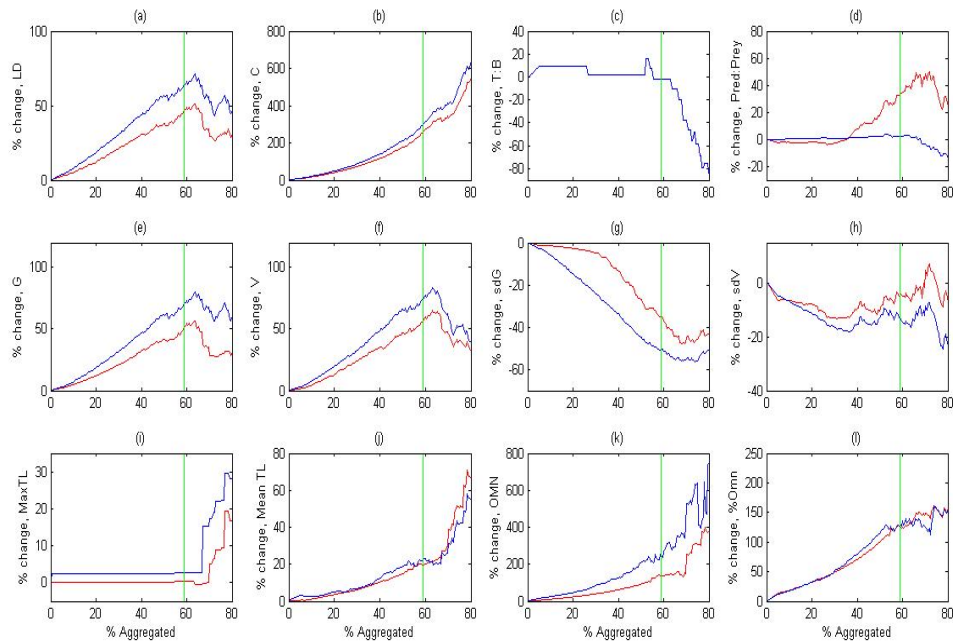 (a)
(b)
(c)
(d)
100
50
0
% change, LD
0 20 40 60 80
800
600
400
200
0
% change, C
0 20 40 60 80
40
20
0
-20
-40
-60
-80
% change, T:B
0 20 40 60 80
80
60
40
20
0
-20
-40
% change, Pred:Prey
0 20 40 60 80
(e)
(f)
(g)
(h)
100
50
0
% change, G
0 20 40 60 80
100
50
0
% change, V
0 20 40 60 80
0
-20
-40
-60
% change, sdG
0 20 40 60 80
20
0
-20
-40
% change, sdV
0 20 40 60 80
(i)
(j)
(k)
(l)
30
20
10
0
% change, MaxTL
0 20 40 60 80
% Aggregated
80
60
40
20
0
% change, Mean TL
0 20 40 60 80
% Aggregated
800
600
400
200
0
% change, OMN
0 20 40 60 80
% Aggregated
250
200
150
100
50
0
% change, %Omn
0 20 40 60 80
% Aggregated